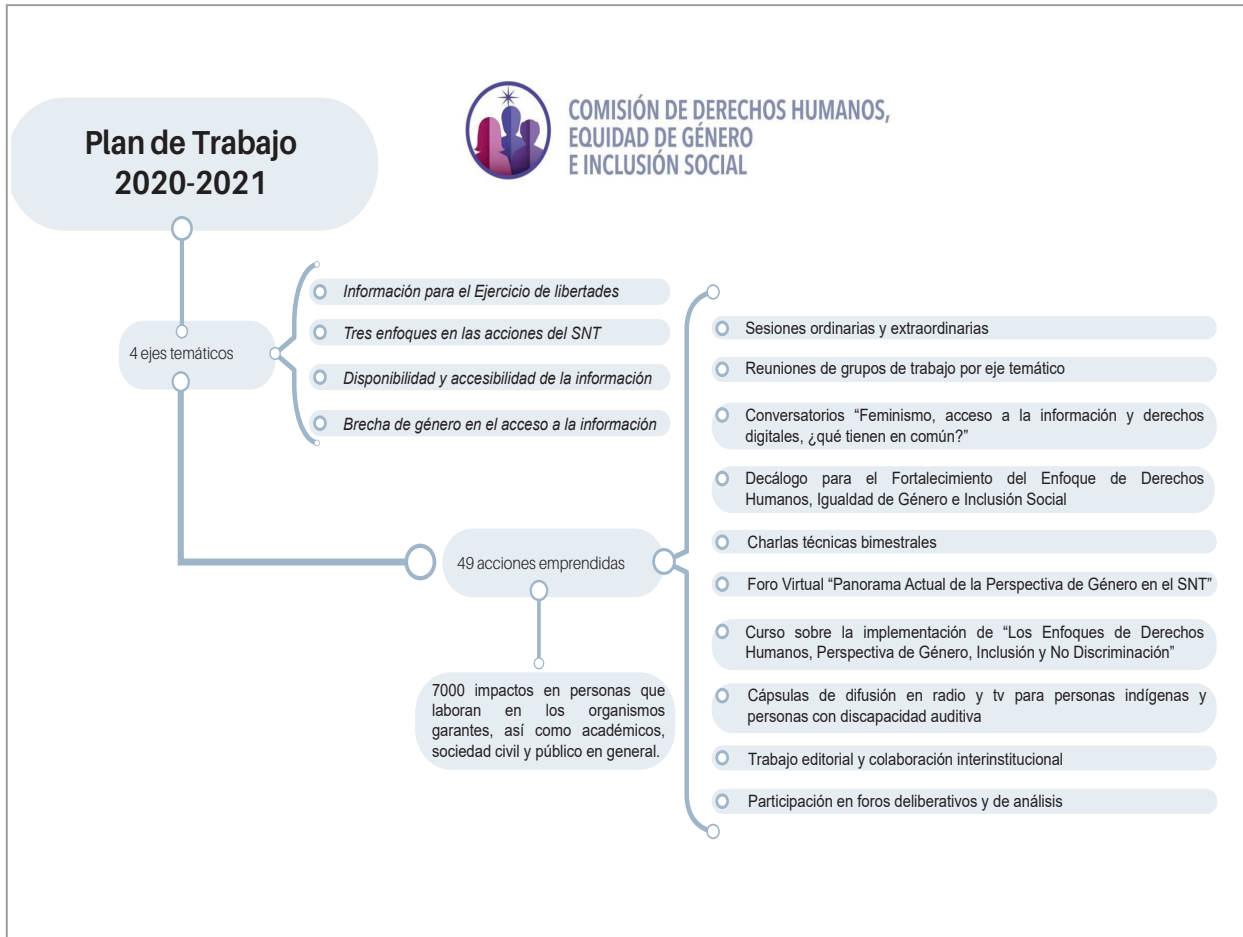 Plan de Trabajo
2020-2021
COMISIÓN DE DERECHOS HUMANOS,
EQUIDAD DE GÉNERO
E INCLUSIÓN SOCIAL
4 ejes temáticos
Información para el Ejercicio de libertades
Tres enfoques en las acciones del SNT
Disponibilidad y accesibilidad de la información
Brecha de género en el acceso a la información
49 acciones emprendidas
7000 impactos en personas que
laboran en los organismos
garantes, así como académicos,
sociedad civil y público en general.
Sesiones ordinarias y extraordinarias
Reuniones de grupos de trabajo por eje temático
Conversatorios “Feminismo, acceso a la información y derechos
digitales, ¿qué tienen en común?”
Decálogo para el Fortalecimiento del Enfoque de Derechos
Humanos, Igualdad de Género e Inclusión Social
Charlas técnicas bimestrales
Foro Virtual “Panorama Actual de la Perspectiva de Género en el SNT”
Curso sobre la implementación de “Los Enfoques de Derechos
Humanos, Perspectiva de Género, Inclusión y No Discriminación”
Cápsulas de difusión en radio y tv para personas indígenas y
personas con discapacidad auditiva
Trabajo editorial y colaboración interinstitucional
Participación en foros deliberativos y de análisis